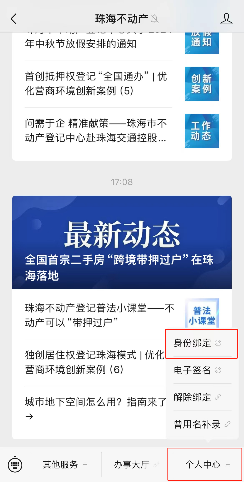 珠海不动产
年中秋节放假安排的通知
放假
通知
首创抵押权登记“全国通办” | 优
化营商环境创新案例 (5)
创新
案例
问需于企 精准献策——珠海市不
动产登记中心赴珠海交通控股...
工作
动态
17:08
最新动态
全国首宗二手房“跨境带押过户”在珠
海落地
珠海不动产登记普法小课堂——不
动产可以“带押过户”
普法
小课堂
独创居住权登记珠海模式 | 优化
营商环境创新案例 (6)
城市地下空间怎么用？指南来了
→
身份绑定
电子签名
解除绑定
曾用名补录
其他服务
办事大厅
个人中心